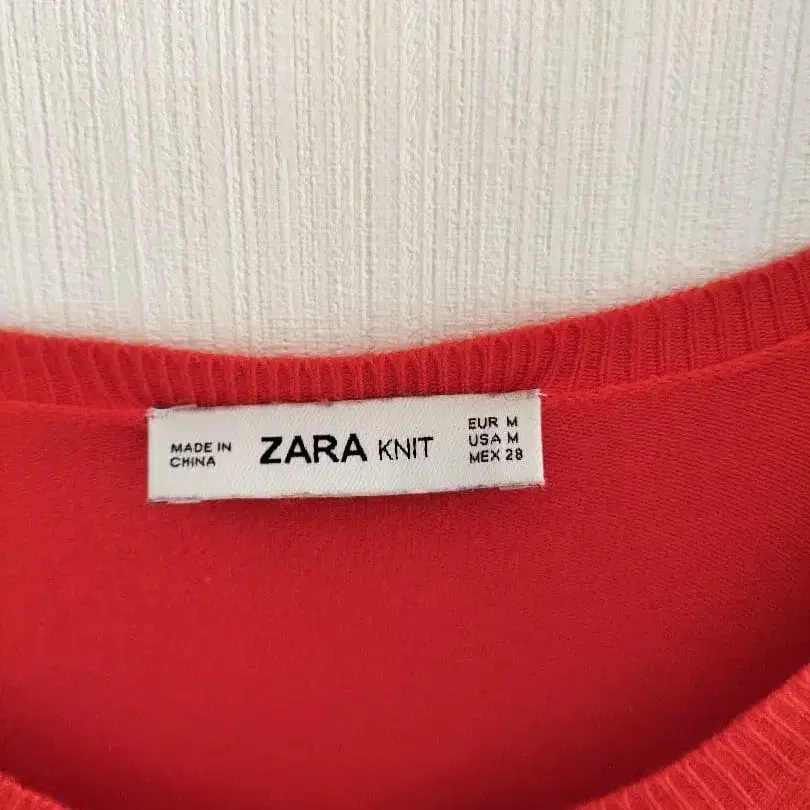 MADE IN
CHINA
ZARA KNIT
EUR M
USA M
MEX 28